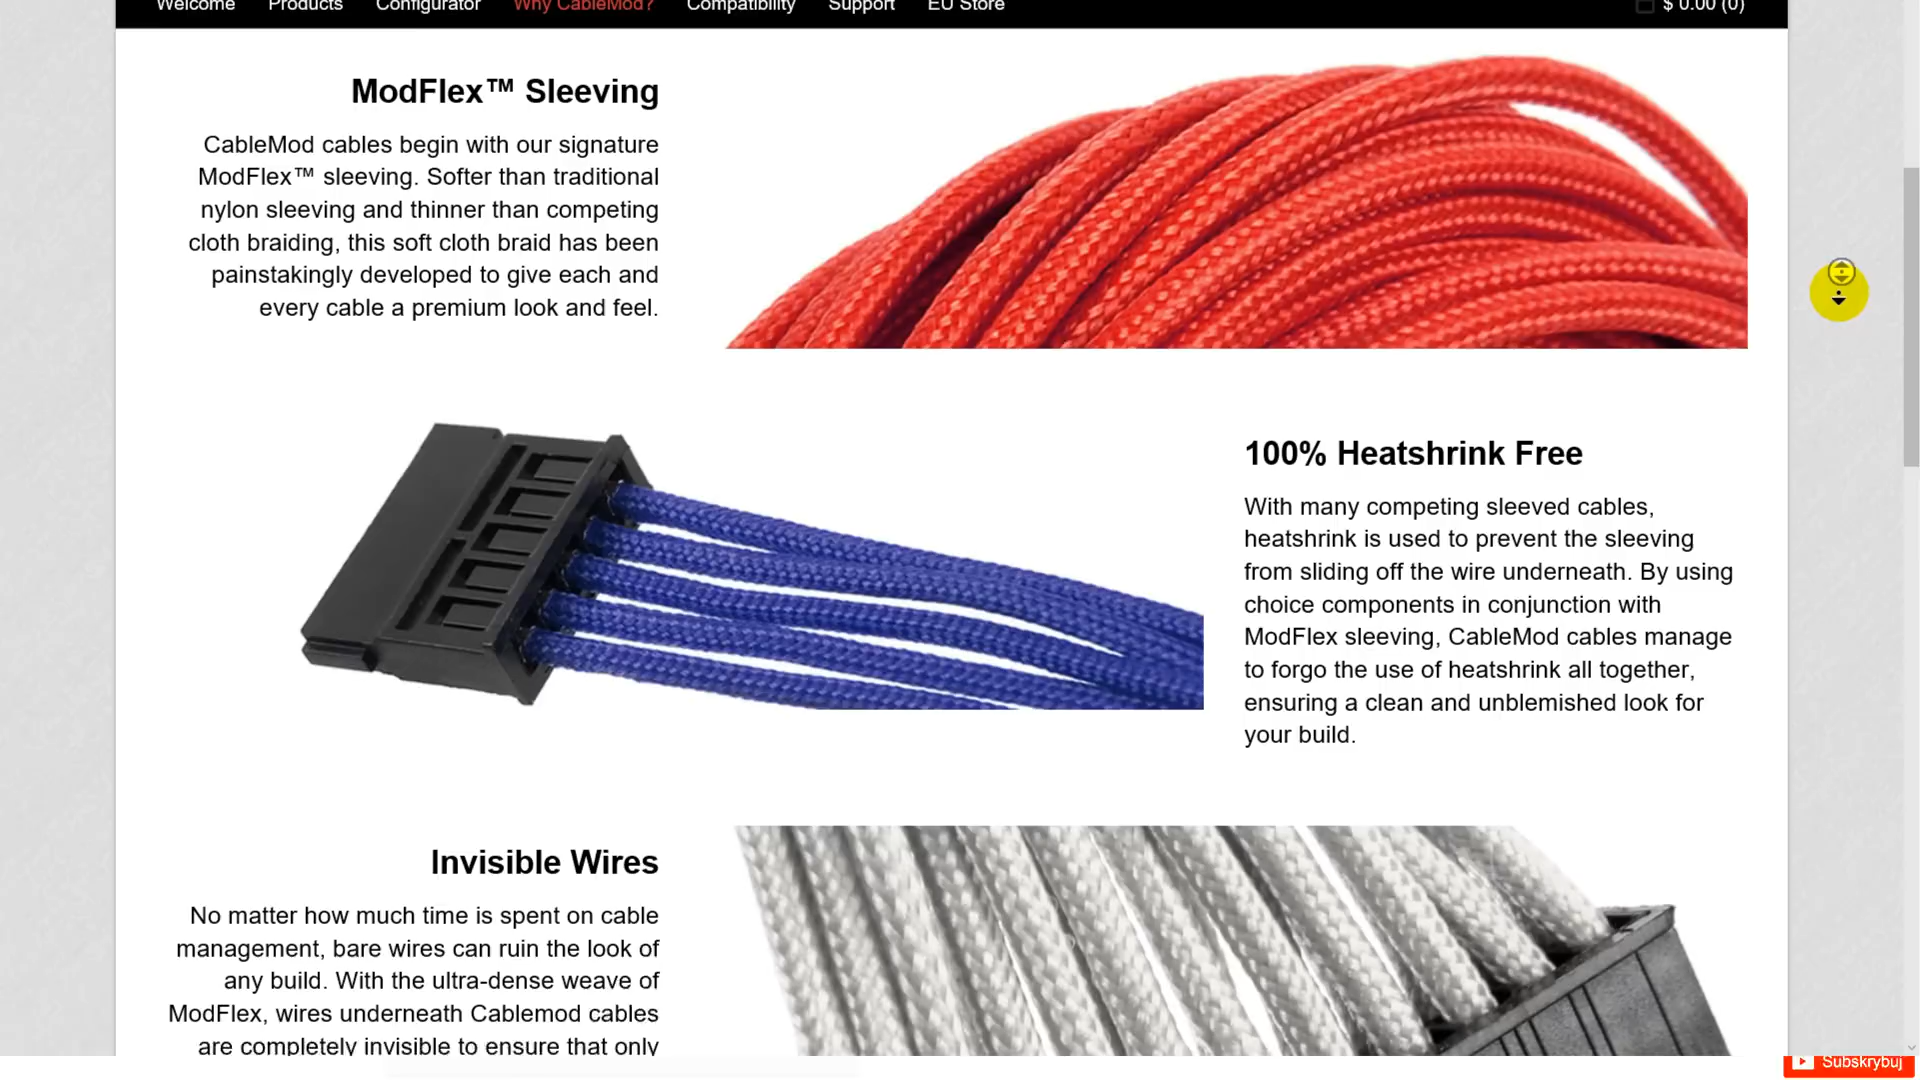 Welcome Products Configurator Why CableMod? Compatibility Support EU Store $ 0.00 (0)
ModFlex™ Sleeving
CableMod cables begin with our signature
ModFlex™ sleeving. Softer than traditional
nylon sleeving and thinner than competing
cloth braiding, this soft cloth braid has been
painstakingly developed to give each and
every cable a premium look and feel.
100% Heatshrink Free
With many competing sleeved cables,
heatshrink is used to prevent the sleeving
from sliding off the wire underneath. By using
choice components in conjunction with
ModFlex sleeving, CableMod cables manage
to forgo the use of heatshrink all together,
ensuring a clean and unblemished look for
your build.
Invisible Wires
No matter how much time is spent on cable
management, bare wires can ruin the look of
any build. With the ultra-dense weave of
ModFlex, wires underneath Cablemod cables
are completely invisible to ensure that only
Subskrybuj